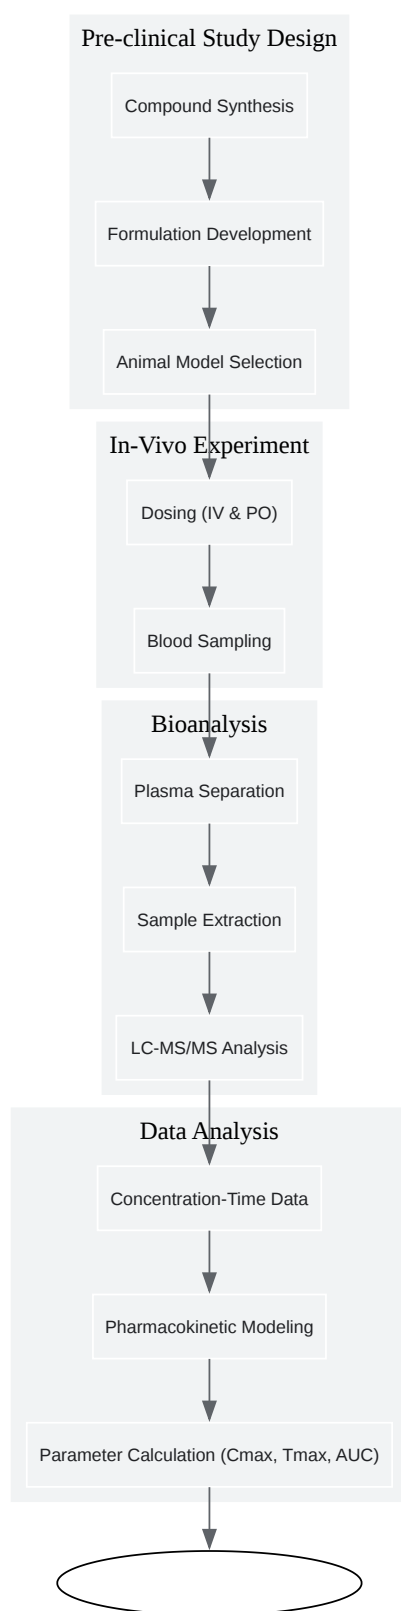 Pre-clinical Study Design
Compound Synthesis
Formulation Development
Animal Model Selection
In-Vivo Experiment
Dosing (IV & PO)
Blood Sampling
Bioanalysis
Plasma Separation
Sample Extraction
LC-MS/MS Analysis
Data Analysis
Concentration-Time Data
Pharmacokinetic Modeling
Parameter Calculation (Cmax, Tmax, AUC)